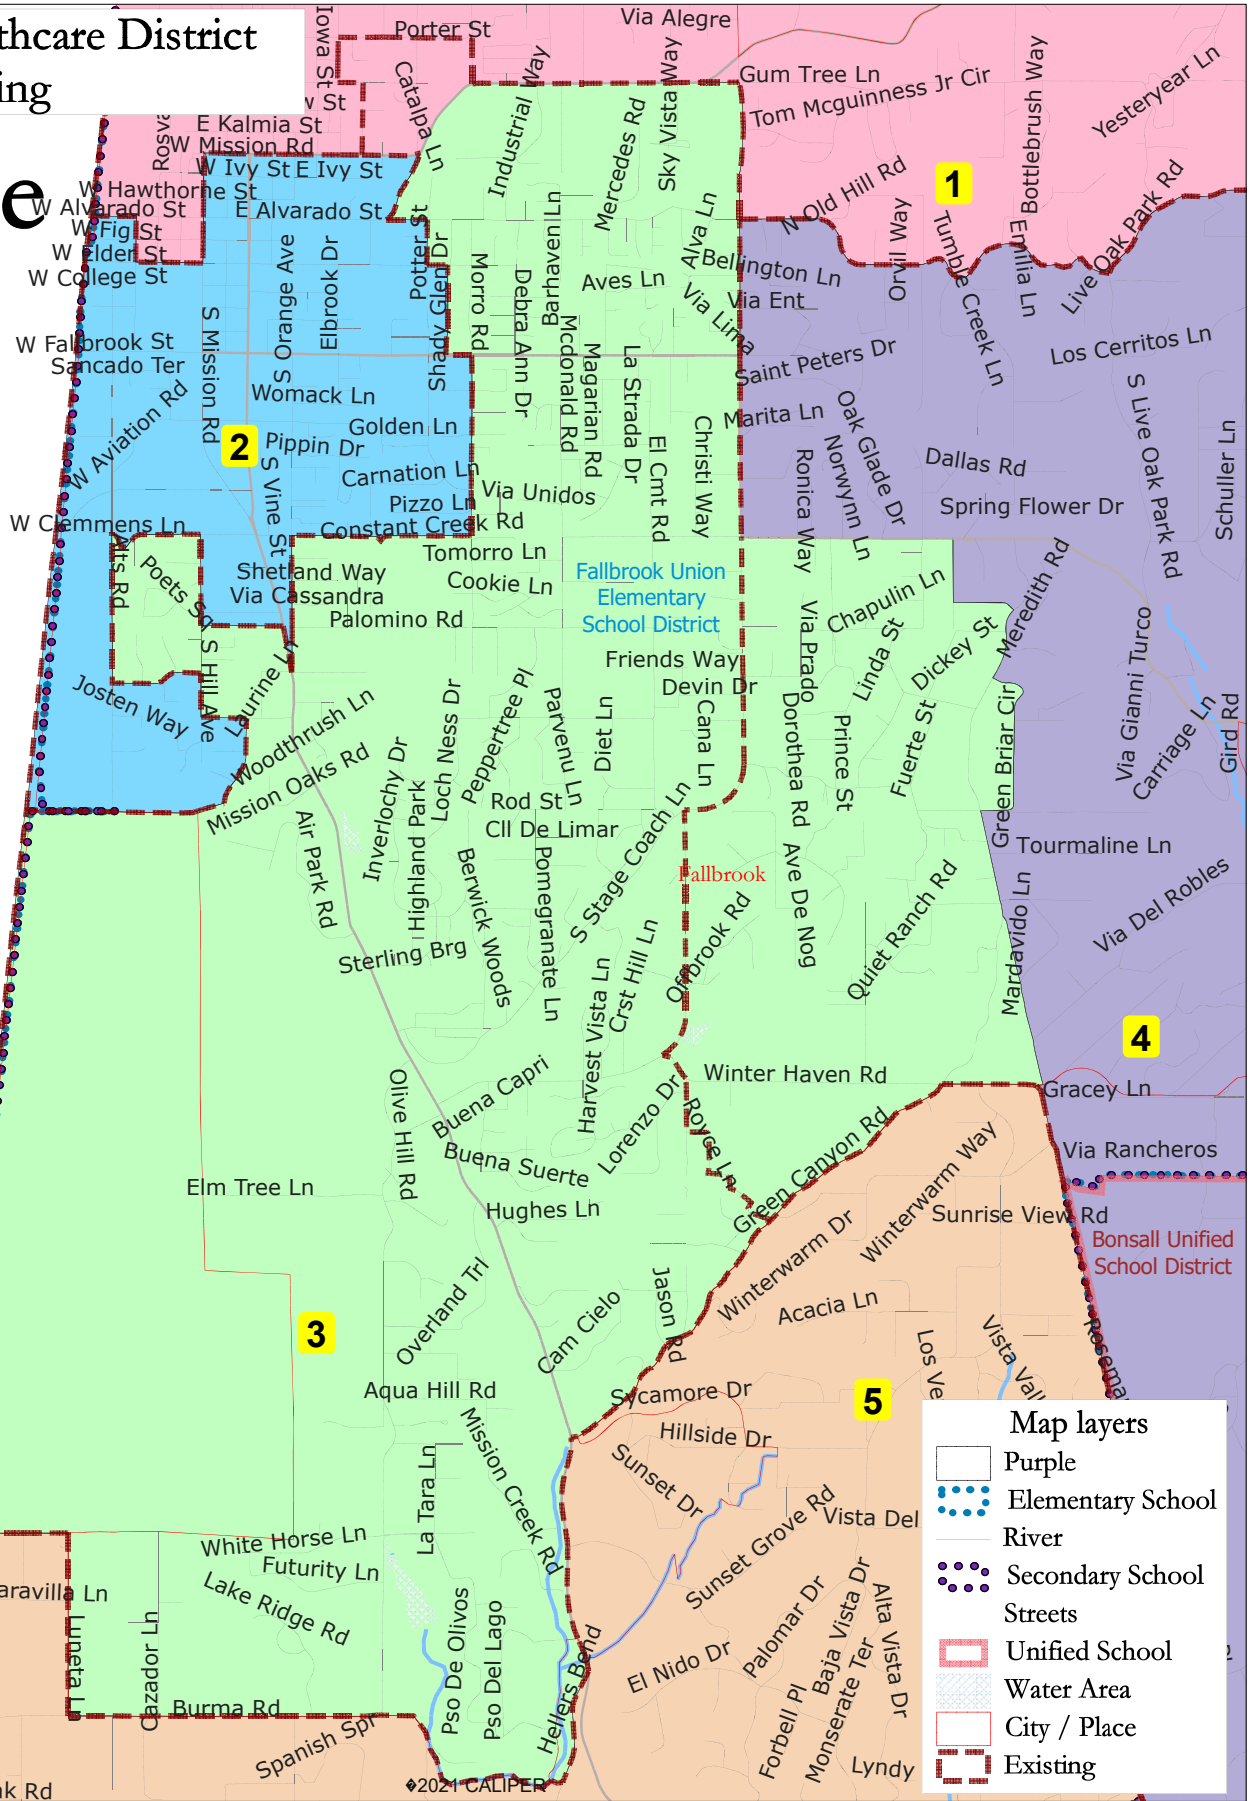 thcare District
ing
e
Iowa St
Porter St
Via Alegre
Catalpa Ln
Industrial Way
Sky Vista Way
Gum Tree Ln
Tom Mcguinness Jr Cir
Bottlebrush Way
Yesteryear Ln
w St
E Kalmia St
W Mission Rd
Rosva
Mercedes Rd
1
W Ivy St
E Ivy St
W Hawthorne St
W Alvarado St
E Alvarado St
N Old Hill Rd
Live Oak Park Rd
W Fig St
W Elder St
W College St
Potter St
Shady Glen Dr
Barhaven Ln
Alva Ln
Orvil Way
Tumble Creek Ln
Emilia Ln
S Orange Ave
Elbrook Dr
Morro Rd
Debra Ann Dr
Aves Ln
Bellington Ln
Via Ent
Via Lima
S Mission Rd
W Fallbrook St
Sancado Ter
Mcdonald Rd
Magarian Rd
La Strada Dr
Saint Peters Dr
Los Cerritos Ln
Womack Ln
W Aviation Rd
Golden Ln
Marita Ln
Oak Glade Dr
S Live Oak Park Rd
2
Pippin Dr
El Cmt Rd
Christi Way
Norwynn Ln
Ronica Way
Dallas Rd
Schuller Ln
S Vine St
Carnation Ln
Via Unidos
Pizzo Ln
Spring Flower Dr
W Clemmens Ln
Constant Creek Rd
Tomorro Ln
Alts Rd
Poets Sq
Shetland Way
Cookie Ln
Fallbrook Union
Elementary
School District
Via Cassandra
Palomino Rd
Chapulin Ln
Meredith Rd
Via Prado
Linda St
Dickey St
Via Gianni Turco
S Hill Ave
Laurine Ln
Friends Way
Devin Dr
Josten Way
Woodthrush Ln
Loch Ness Dr
Peppertree Pl
Parvenu Ln
Diet Ln
Cana Ln
Dorothea Rd
Prince St
Fuerte St
Green Briar Cir
Carriage Ln
Gird Rd
Mission Oaks Rd
Inverlochy Dr
Highland Park
Rod St
Cll De Limar
S Stage Coach Ln
Air Park Rd
Berwick Woods
Pomegranate Ln
Fallbrook
Ave De Nog
Tourmaline Ln
Quiet Ranch Rd
Mardavido Ln
Via Del Robles
Sterling Brg
Harvest Vista Ln
Crst Hill Ln
Offbrook Rd
4
Olive Hill Rd
Buena Capri
Lorenzo Dr
Royce Ln
Winter Haven Rd
Gracey Ln
Buena Suerte
Green Canyon Rd
Winterwarm Way
Via Rancheros
Elm Tree Ln
Hughes Ln
Winterwarm Dr
Sunrise View Rd
Bonsall Unified
School District
3
Overland Trl
Cam Cielo
Jason Rd
Acacia Ln
Los Ve
Vista Vall
Rosemar
Aqua Hill Rd
Sycamore Dr
5
Mission Creek Rd
La Tara Ln
Hillside Dr
Sunset Dr
Sunset Grove Rd
Vista Del
White Horse Ln
Futurity Ln
Lake Ridge Rd
aravilla Ln
Luneta Ln
Cazador Ln
Burma Rd
Spanish Spr
Pso De Olivos
Pso Del Lago
Hellers Bend
El Nido Dr
Palomar Dr
Baja Vista Dr
Alta Vista Dr
Forbell Pl
Monserate Ter
Lyndy
ak Rd
�2021 CALIPER
Map layers
Purple
Elementary School
River
Secondary School
Streets
Unified School
Water Area
City / Place
Existing